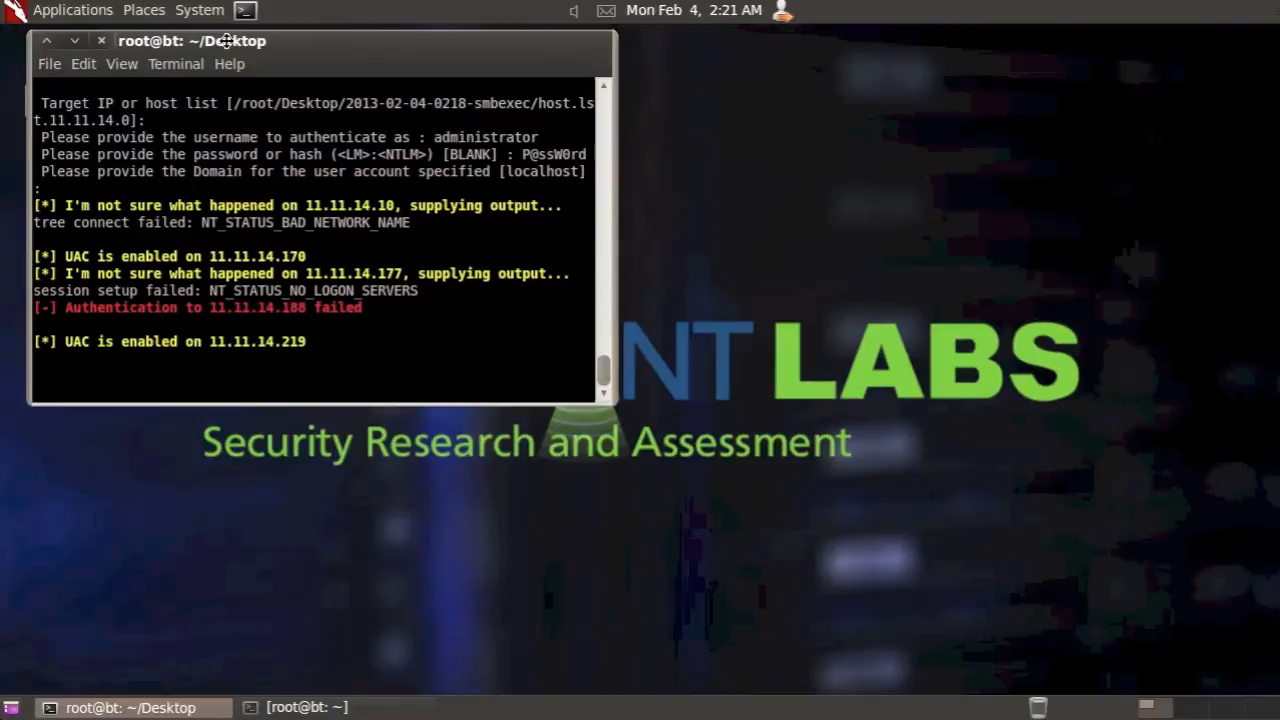 Applications Places System Mon Feb 4, 2:21 AM
root@bt: ~/Desktop
File Edit View Terminal Help
Target IP or host list [/root/Desktop/2013-02-04-0218-smbexec/host.ls
t.11.11.14.0]:
Please provide the username to authenticate as : administrator
Please provide the password or hash (<LM>:<NTLM>) [BLANK] : P@ssW0rd
Please provide the Domain for the user account specified [localhost]
:
[*] I'm not sure what happened on 11.11.14.10, supplying output...
tree connect failed: NT_STATUS_BAD_NETWORK_NAME
[*] UAC is enabled on 11.11.14.170
[*] I'm not sure what happened on 11.11.14.177, supplying output...
session setup failed: NT_STATUS_NO_LOGON_SERVERS
[-] Authentication to 11.11.14.188 failed
[*] UAC is enabled on 11.11.14.219
NT LABS
Security Research and Assessment
root@bt: ~/Desktop [root@bt: ~]